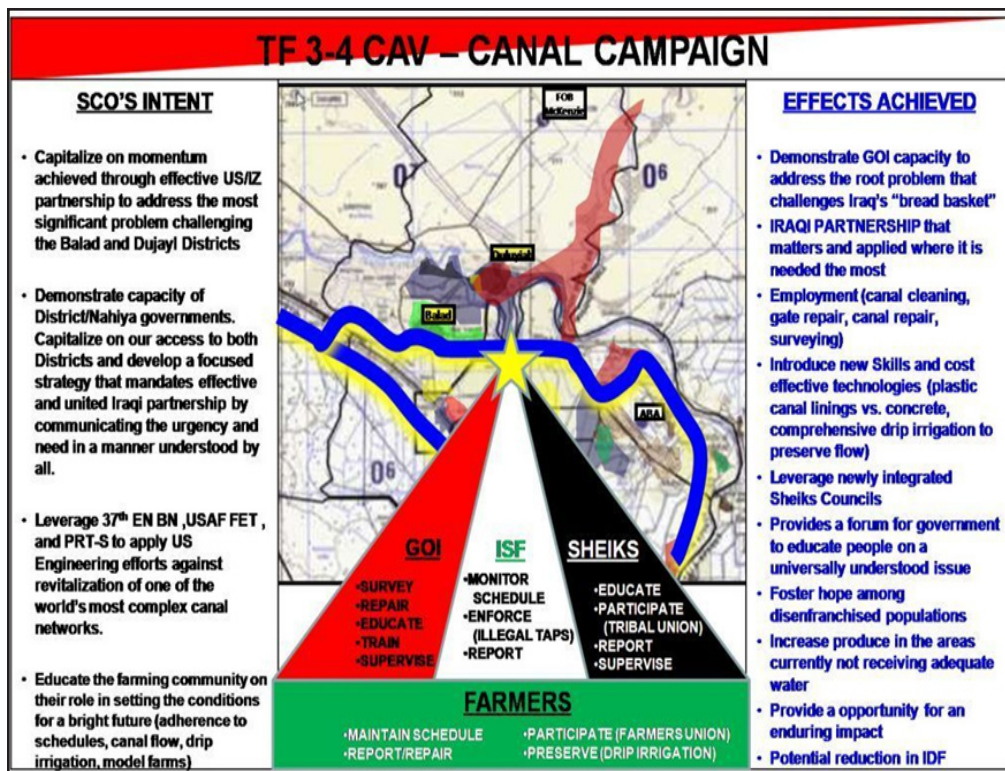 TF 3-4 CAV – CANAL CAMPAIGN
SCO'S INTENT
• Capitalize on momentum
achieved through effective US/IZ
partnership to address the most
significant problem challenging
the Balad and Dujayl Districts
• Demonstrate capacity of
District/Nahiya governments.
Capitalize on our access to both
Districts and develop a focused
strategy that mandates effective
and united Iraqi partnership by
communicating the urgency and
need in a manner understood by
all.
• Leverage 37th EN BN ,USAF FET ,
and PRT-S to apply US
Engineering efforts against
revitalization of one of the
world's most complex canal
networks.
• Educate the farming community on
their role in setting the conditions
for a bright future (adherence to
schedules, canal flow, drip
irrigation, model farms)
FOB
McKenzie
06
Duluyiah
Balad
ABA
06
GOI
•SURVEY
•REPAIR
•EDUCATE
•TRAIN
•SUPERVISE
ISF
•MONITOR
SCHEDULE
•ENFORCE
(ILLEGAL TAPS)
•REPORT
SHEIKS
•EDUCATE
•PARTICIPATE
(TRIBAL UNION)
•REPORT
•SUPERVISE
FARMERS
•MAINTAIN SCHEDULE
•REPORT/REPAIR
•PARTICIPATE (FARMERS UNION)
•PRESERVE (DRIP IRRIGATION)
EFFECTS ACHIEVED
• Demonstrate GOI capacity to
address the root problem that
challenges Iraq's "bread basket"
• IRAQI PARTNERSHIP that
matters and applied where it is
needed the most
• Employment (canal cleaning,
gate repair, canal repair,
surveying)
• Introduce new Skills and cost
effective technologies (plastic
canal linings vs. concrete,
comprehensive drip irrigation to
preserve flow)
• Leverage newly integrated
Sheiks Councils
• Provides a forum for government
to educate people on a
universally understood issue
• Foster hope among
disenfranchised populations
• Increase produce in the areas
currently not receiving adequate
water
• Provide a opportunity for an
enduring impact
• Potential reduction in IDF